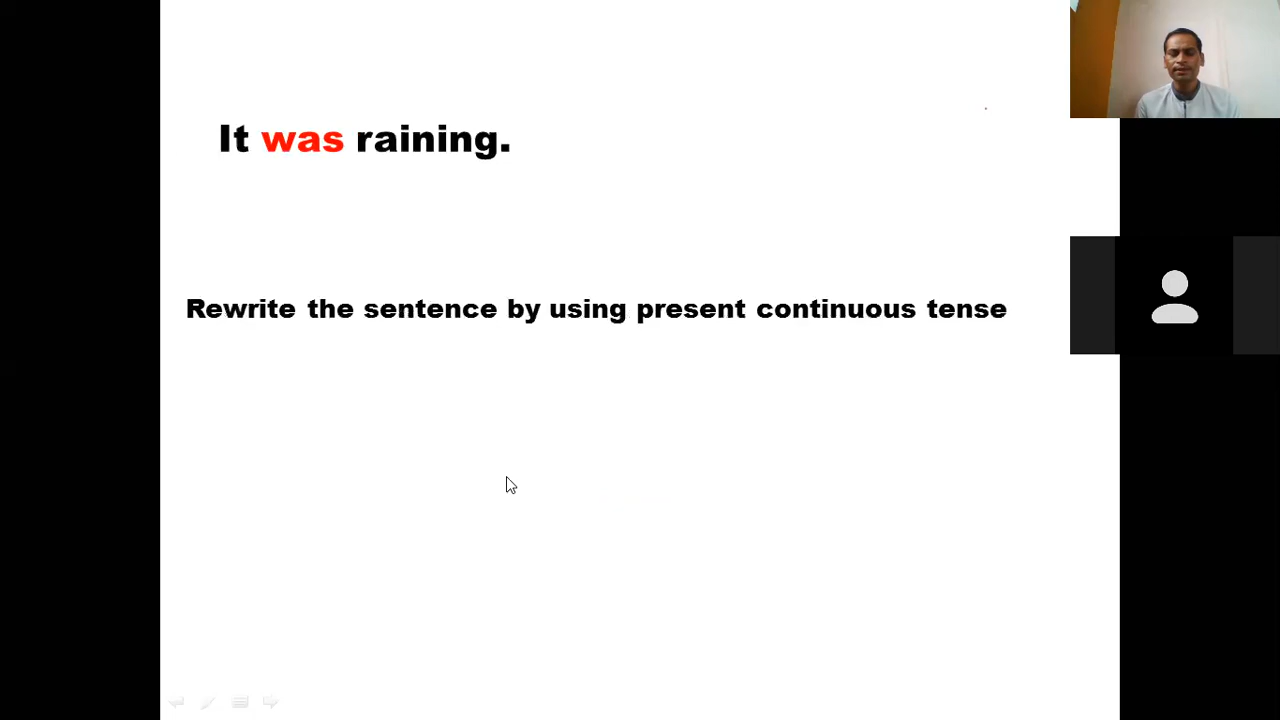 It was raining.
Rewrite the sentence by using present continuous tense